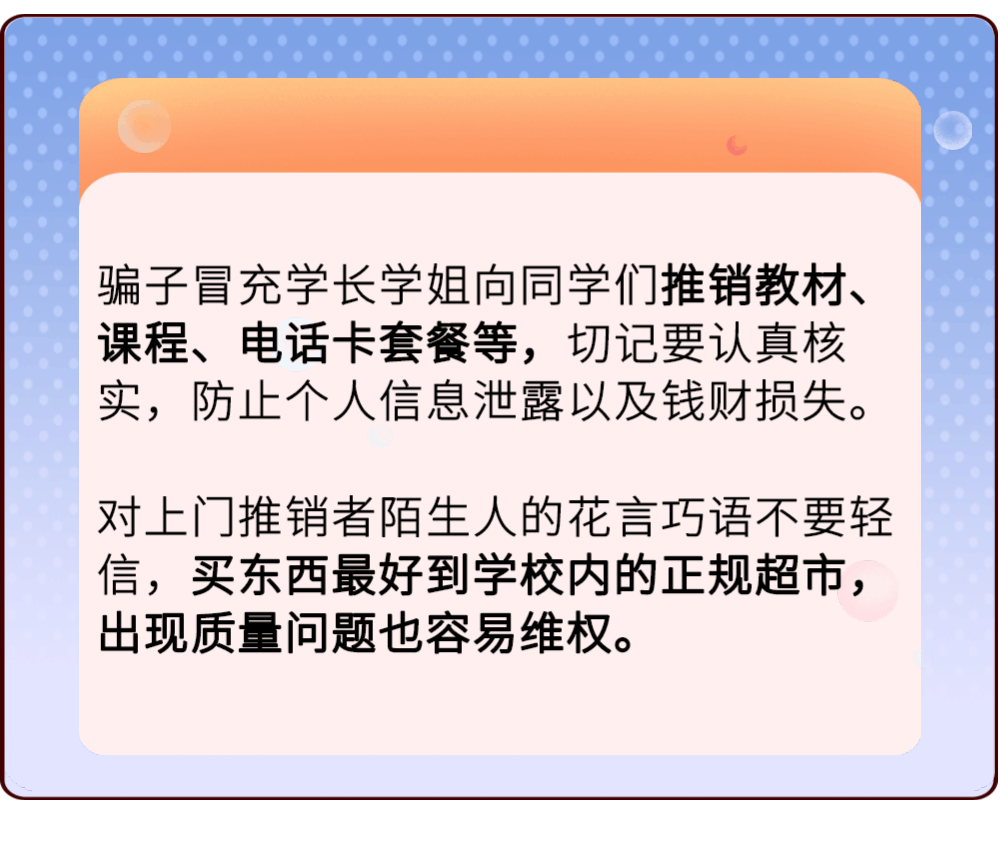 骗子冒充学长学姐向同学们推销教材、
课程、电话卡套餐等，切记要认真核
实，防止个人信息泄露以及钱财损失。
对上门推销者陌生人的花言巧语不要轻
信，买东西最好到学校内的正规超市，
出现质量问题也容易维权。